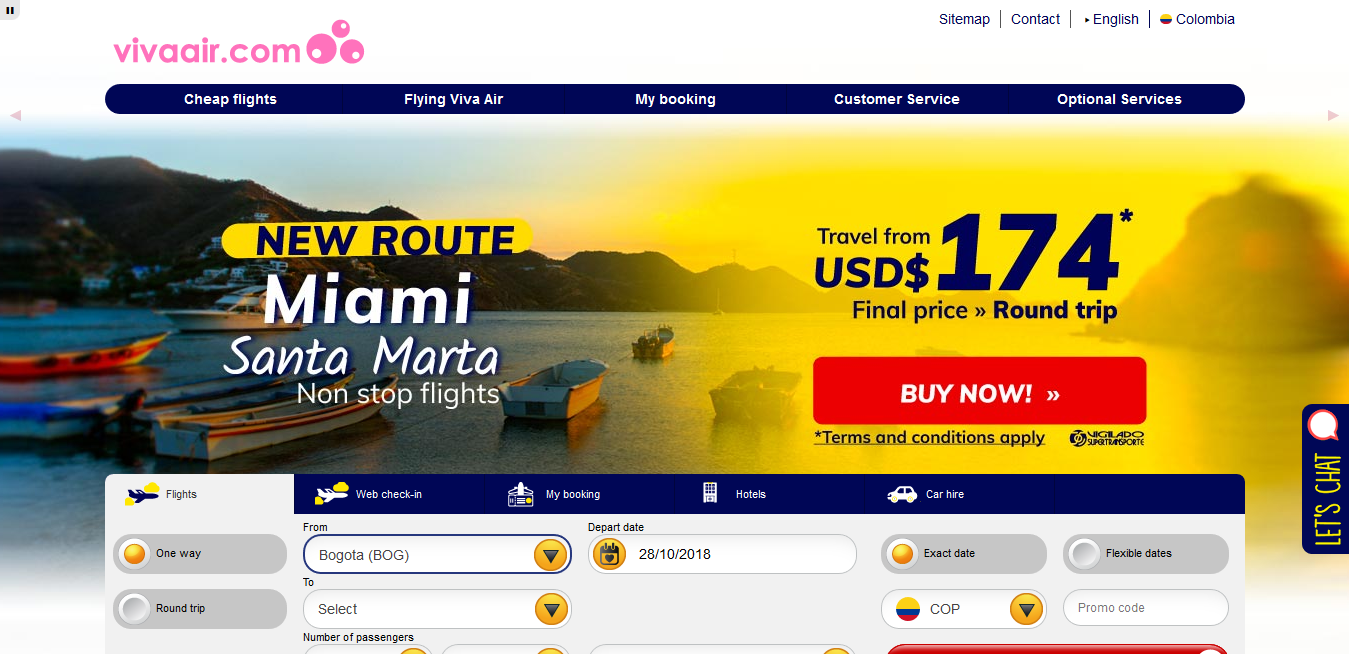 Sitemap
Contact
English
Colombia
vivaair.com
Cheap flights
Flying Viva Air
My booking
Customer Service
Optional Services
NEW ROUTE
Miami
Santa Marta
Non stop flights
Travel from
USD$ 174*
Final price » Round trip
BUY NOW! »
*Terms and conditions apply
VIGILADO
SUPERTRANSPORTE
LET'S CHAT
Flights
Web check-in
My booking
Hotels
Car hire
From
Depart date
One way
Bogota (BOG)
28/10/2018
Exact date
Flexible dates
To
Round trip
Select
COP
Promo code
Number of passengers